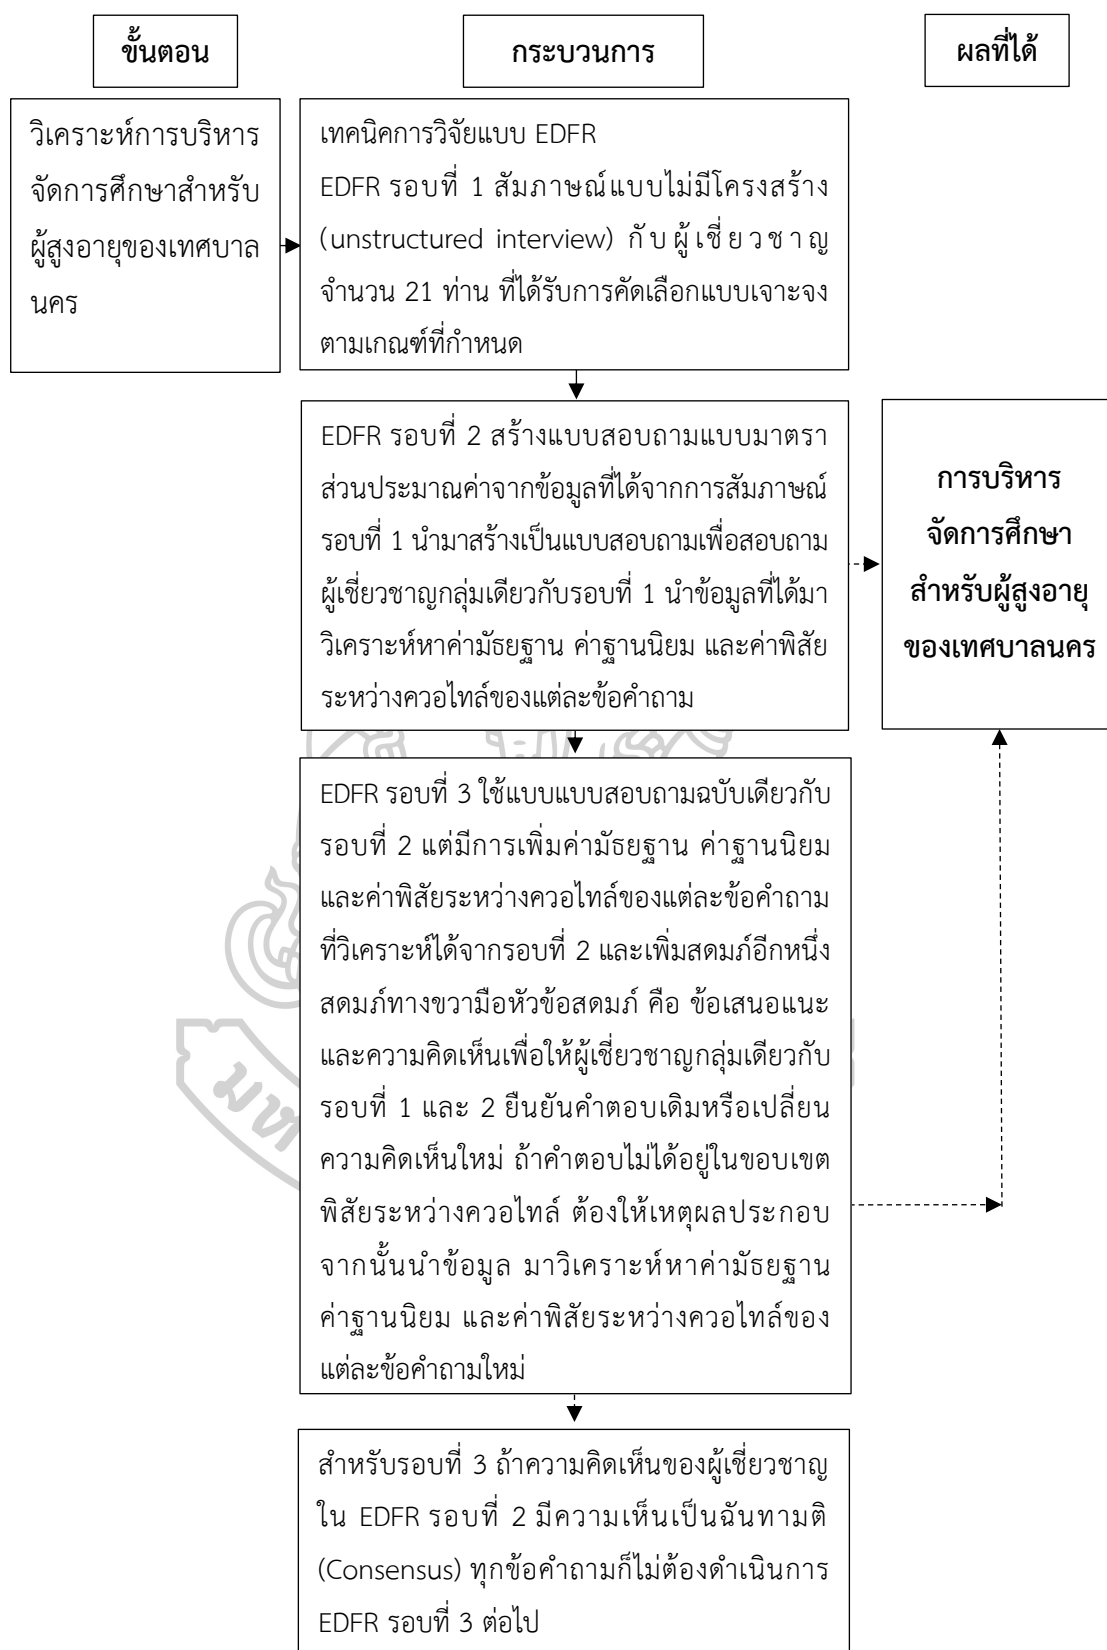 ขั้นตอน
กระบวนการ
ผลที่ได้
วิเคราะห์การบริหาร
จัดการศึกษาสำหรับ
ผู้สูงอายุของเทศบาล
นคร
เทคนิคการวิจัยแบบ EDFR
EDFR รอบที่ 1 สัมภาษณ์แบบไม่มีโครงสร้าง
(unstructured interview) กับผู้เชี่ยวชาญ
จำนวน 21 ท่าน ที่ได้รับการคัดเลือกแบบเจาะจง
ตามเกณฑ์ที่กำหนด
EDFR รอบที่ 2 สร้างแบบสอบถามแบบมาตรา
ส่วนประมาณค่าจากข้อมูลที่ได้จากการสัมภาษณ์
รอบที่ 1 นำมาสร้างเป็นแบบสอบถามเพื่อสอบถาม
ผู้เชี่ยวชาญกลุ่มเดียวกับรอบที่ 1 นำข้อมูลที่ได้มา
วิเคราะห์หาค่ามัธยฐาน ค่าฐานนิยม และค่าพิสัย
ระหว่างควอไทล์ของแต่ละข้อคำถาม
การบริหาร
จัดการศึกษา
สำหรับผู้สูงอายุ
ของเทศบาลนคร
EDFR รอบที่ 3 ใช้แบบแบบสอบถามฉบับเดียวกับ
รอบที่ 2 แต่มีการเพิ่มค่ามัธยฐาน ค่าฐานนิยม
และค่าพิสัยระหว่างควอไทล์ของแต่ละข้อคำถาม
ที่วิเคราะห์ได้จากรอบที่ 2 และเพิ่มสดมภ์อีกหนึ่ง
สดมภ์ทางขวามือหัวข้อสดมภ์ คือ ข้อเสนอแนะ
และความคิดเห็นเพื่อให้ผู้เชี่ยวชาญกลุ่มเดียวกับ
รอบที่ 1 และ 2 ยืนยันคำตอบเดิมหรือเปลี่ยน
ความคิดเห็นใหม่ ถ้าคำตอบไม่ได้อยู่ในขอบเขต
พิสัยระหว่างควอไทล์ ต้องให้เหตุผลประกอบ
จากนั้นนำข้อมูล มาวิเคราะห์หาค่ามัธยฐาน
ค่าฐานนิยม และค่าพิสัยระหว่างควอไทล์ของ
แต่ละข้อคำถามใหม่
สำหรับรอบที่ 3 ถ้าความคิดเห็นของผู้เชี่ยวชาญ
ใน EDFR รอบที่ 2 มีความเห็นเป็นฉันทามติ
(Consensus) ทุกข้อคำถามก็ไม่ต้องดำเนินการ
EDFR รอบที่ 3 ต่อไป